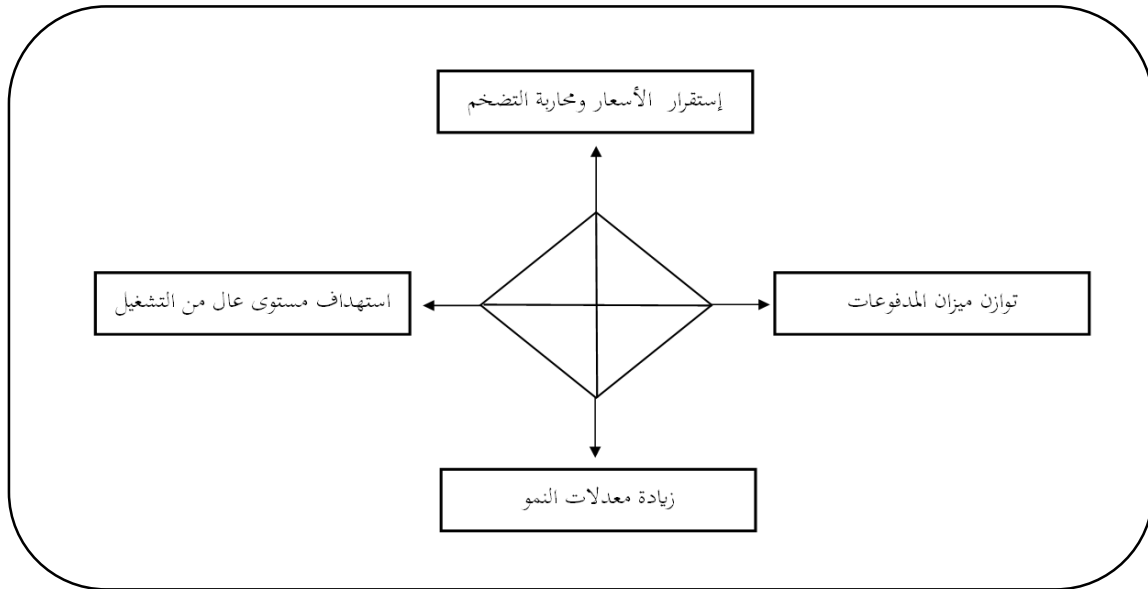 إستقرار الأسعار ومحاربة التضخم
توازن ميزان المدفوعات
استهداف مستوى عال من التشغيل
زيادة معدلات النمو